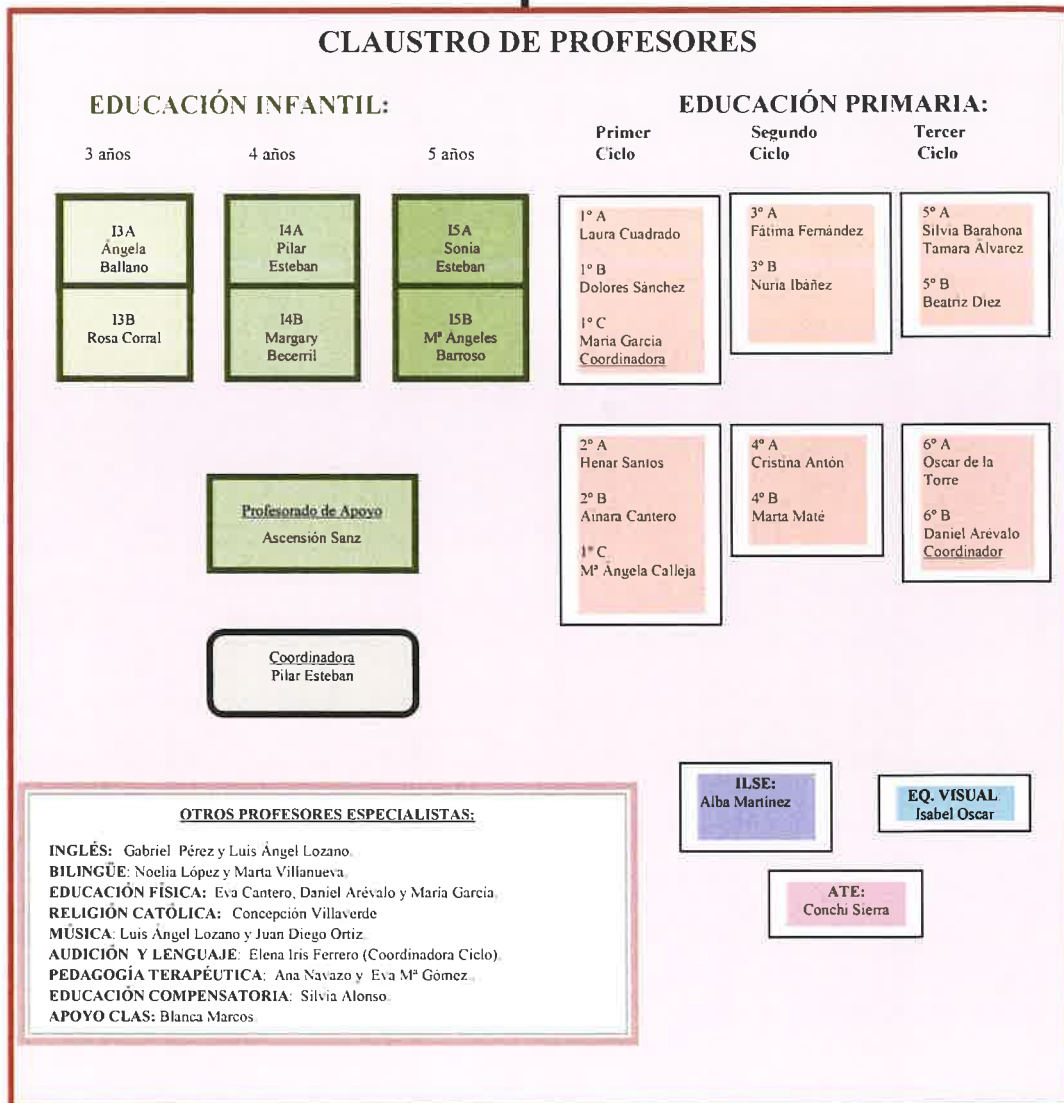 CLAUSTRO DE PROFESORES
EDUCACIÓN INFANTIL:
3 años
4 años
5 años
I3A
Ángela
Ballano
I4A
Pilar
Esteban
I5A
Sonia
Esteban
I3B
Rosa Corral
I4B
Margary
Becerril
I5B
Mª Ángeles
Barroso
Profesorado de Apoyo
Ascensión Sanz
Coordinadora
Pilar Esteban
EDUCACIÓN PRIMARIA:
Primer
Ciclo
Segundo
Ciclo
Tercer
Ciclo
1º A
Laura Cuadrado
1º B
Dolores Sánchez
1º C
María García
Coordinadora
3º A
Fátima Fernández
3º B
Nuria Ibáñez
5º A
Silvia Barahona
Tamara Álvarez
5º B
Beatriz Diez
2º A
Henar Santos
2º B
Ainara Cantero
1º C
Mª Ángela Calleja
4º A
Cristina Antón
4º B
Marta Maté
6º A
Oscar de la
Torre
6º B
Daniel Arévalo
Coordinador
ILSE:
Alba Martínez
EQ. VISUAL
Isabel Oscar
ATE:
Conchi Sierra
OTROS PROFESORES ESPECIALISTAS:
INGLÉS: Gabriel Pérez y Luis Ángel Lozano.
BILINGÜE: Noelia López y Marta Villanueva.
EDUCACIÓN FÍSICA: Eva Cantero, Daniel Arévalo y María García.
RELIGIÓN CATÓLICA: Concepción Villaverde
MÚSICA: Luis Ángel Lozano y Juan Diego Ortiz.
AUDICIÓN Y LENGUAJE: Elena Iris Ferrero (Coordinadora Ciclo).
PEDAGOGÍA TERAPÉUTICA: Ana Navazo y Eva Mª Gómez.
EDUCACIÓN COMPENSATORIA: Silvia Alonso.
APOYO CLAS: Blanca Marcos.